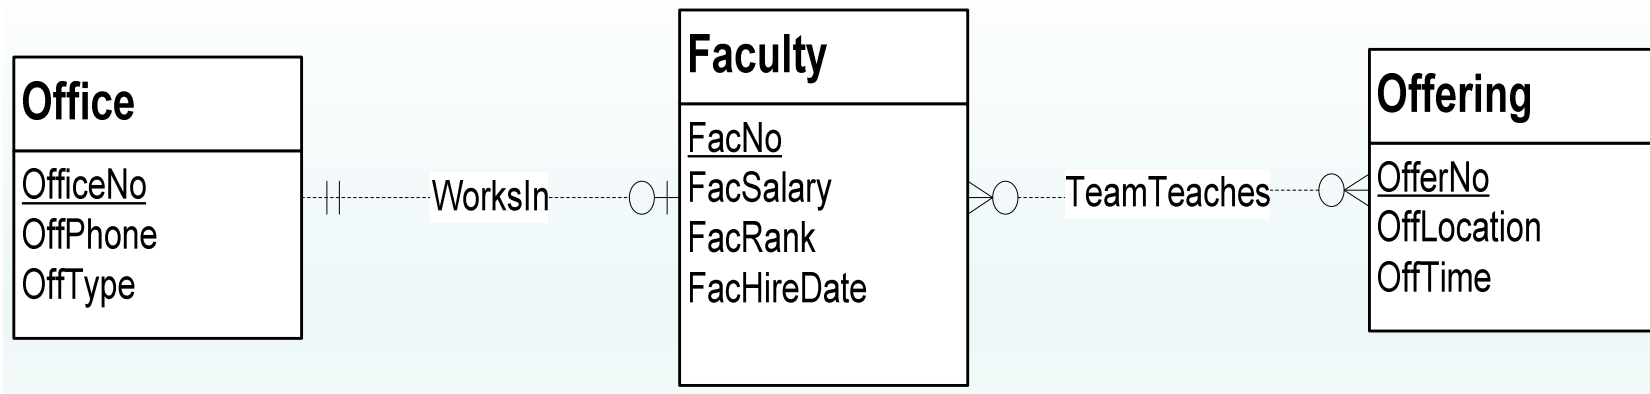 Office
OfficeNo
OffPhone
OffType
WorksIn
Faculty
FacNo
FacSalary
FacRank
FacHireDate
TeamTeaches
Offering
OfferNo
OffLocation
OffTime